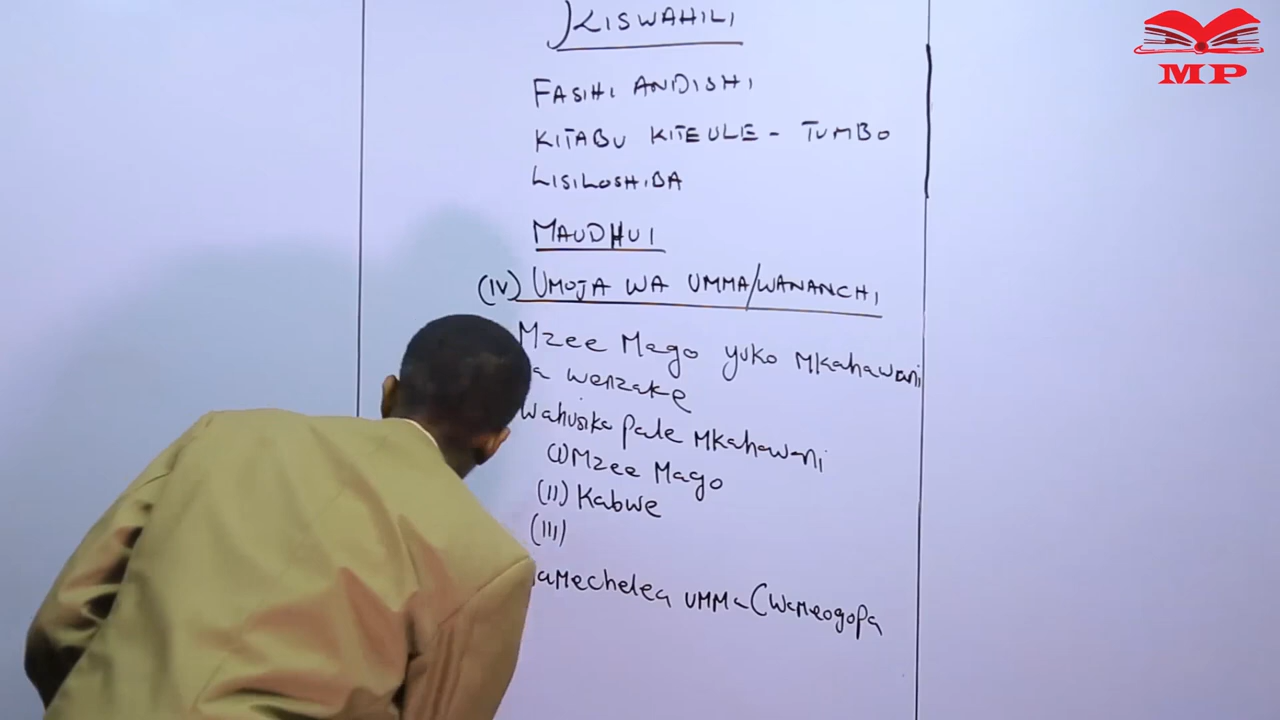 KISWAHILI
MP
FASIHI ANDISHI
KITABU KITEULE - TUMBO
LISILOSHIBA
MAUDHUI
(IV) UMOJA WA UMMA/WANANCHI
Mzee Mago yuko Mkahawani
wenzake
Wahusika pale Mkahawani
(I) Mzee Mago
(II) Kabwe
(III)
amechelea umma (wameogopa